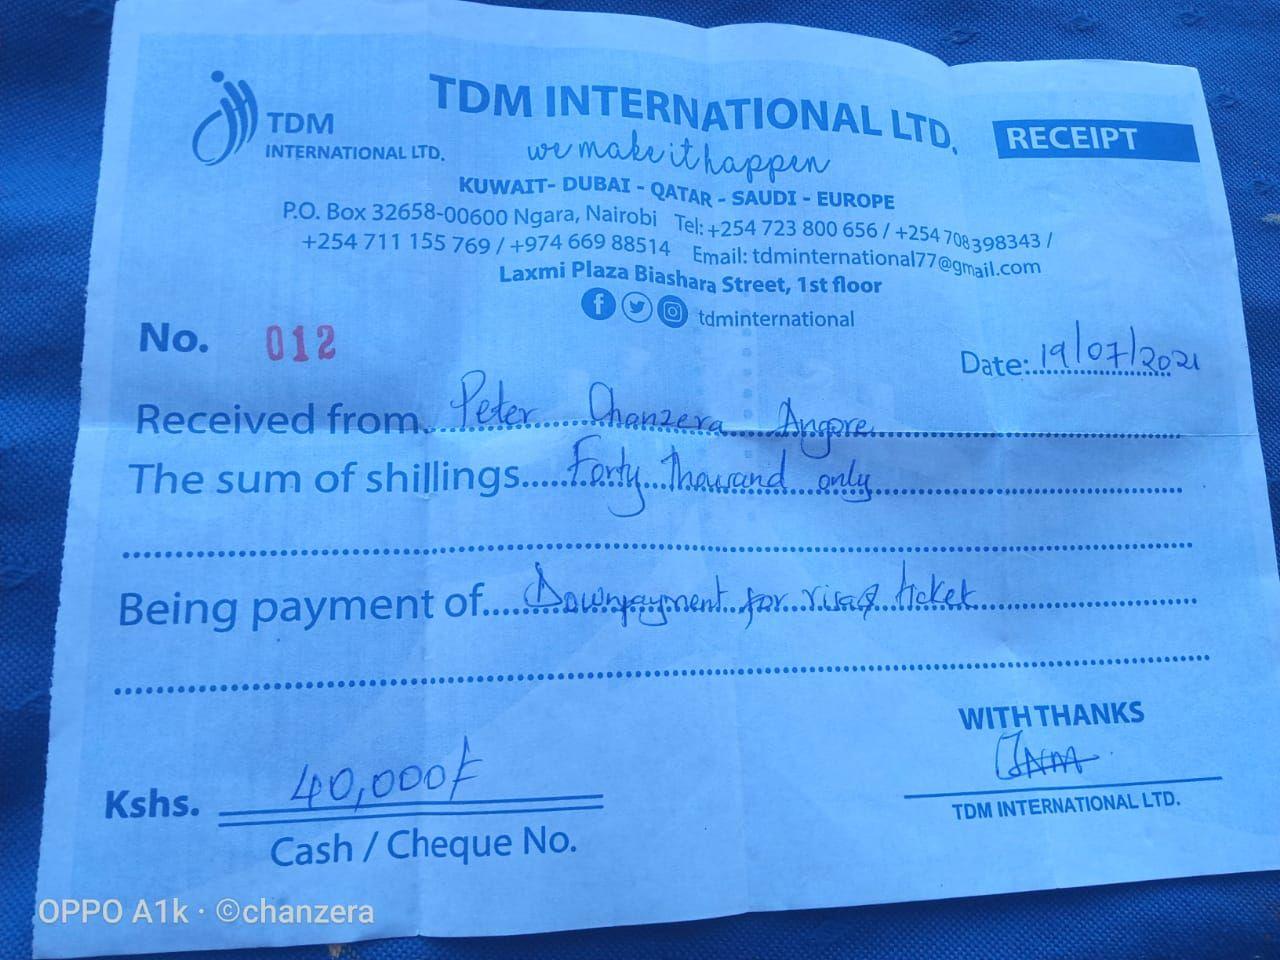 TDM
INTERNATIONAL LTD.
TDM INTERNATIONAL LTD.
we make it happen
RECEIPT
KUWAIT- DUBAI - QATAR - SAUDI - EUROPE
P.O. Box 32658-00600 Ngara, Nairobi Tel: +254 723 800 656 / +254 708398343 /
+254 711 155 769 / +974 669 88514 Email: tdminternational77@gmail.com
Laxmi Plaza Biashara Street, 1st floor
tdminternational
No. 012
Date: 19/07/2021
Received from Peter Chanzera Angore
The sum of shillings Forty thousand only
Being payment of Downpayment for visa & ticket
WITH THANKS
Kshs. 40,000/=
TDM INTERNATIONAL LTD.
Cash / Cheque No.
OPPO A1k · ©chanzera